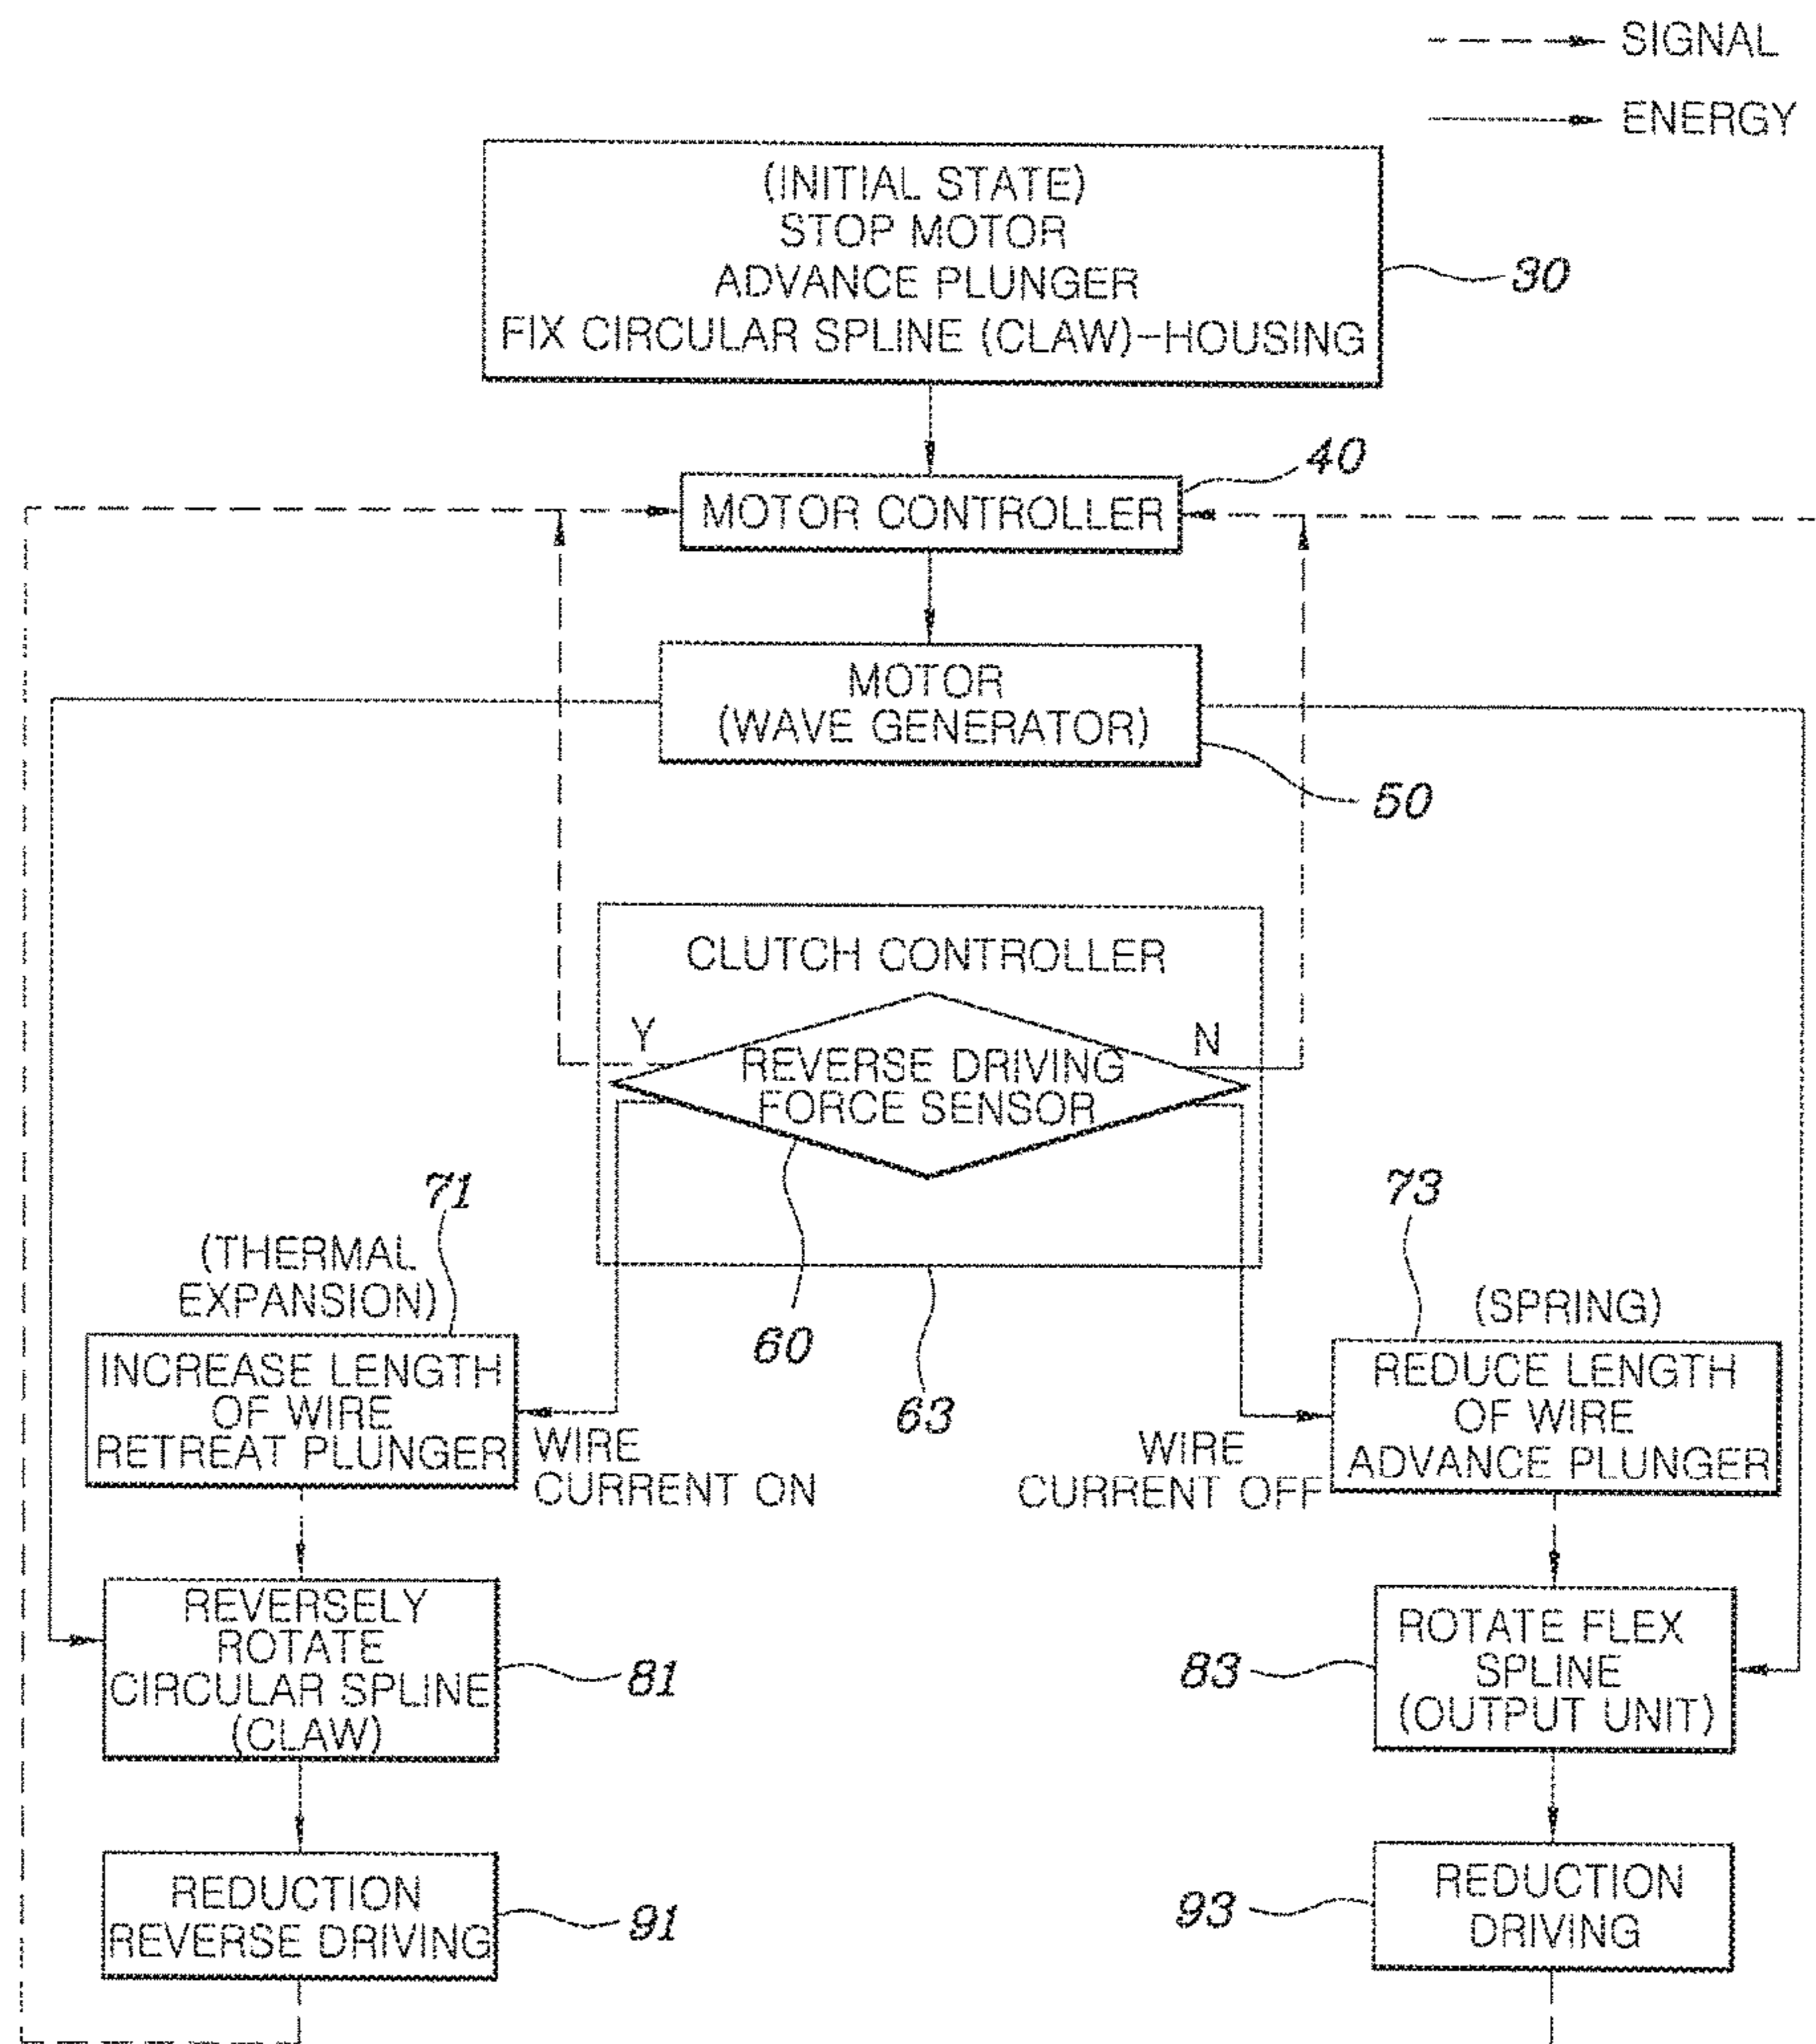 SIGNAL
ENERGY
(INITIAL STATE)
STOP MOTOR
ADVANCE PLUNGER
FIX CIRCULAR SPLINE (CLAW)-HOUSING
30
40
MOTOR CONTROLLER
MOTOR
(WAVE GENERATOR)
50
CLUTCH CONTROLLER
Y
N
REVERSE DRIVING
FORCE SENSOR
60
63
71
(THERMAL
EXPANSION)
INCREASE LENGTH
OF WIRE
RETREAT PLUNGER
WIRE
CURRENT ON
73
(SPRING)
REDUCE LENGTH
OF WIRE
ADVANCE PLUNGER
WIRE
CURRENT OFF
REVERSELY
ROTATE
CIRCULAR SPLINE
(CLAW)
81
83
ROTATE FLEX
SPLINE
(OUTPUT UNIT)
REDUCTION
REVERSE DRIVING
91
93
REDUCTION
DRIVING